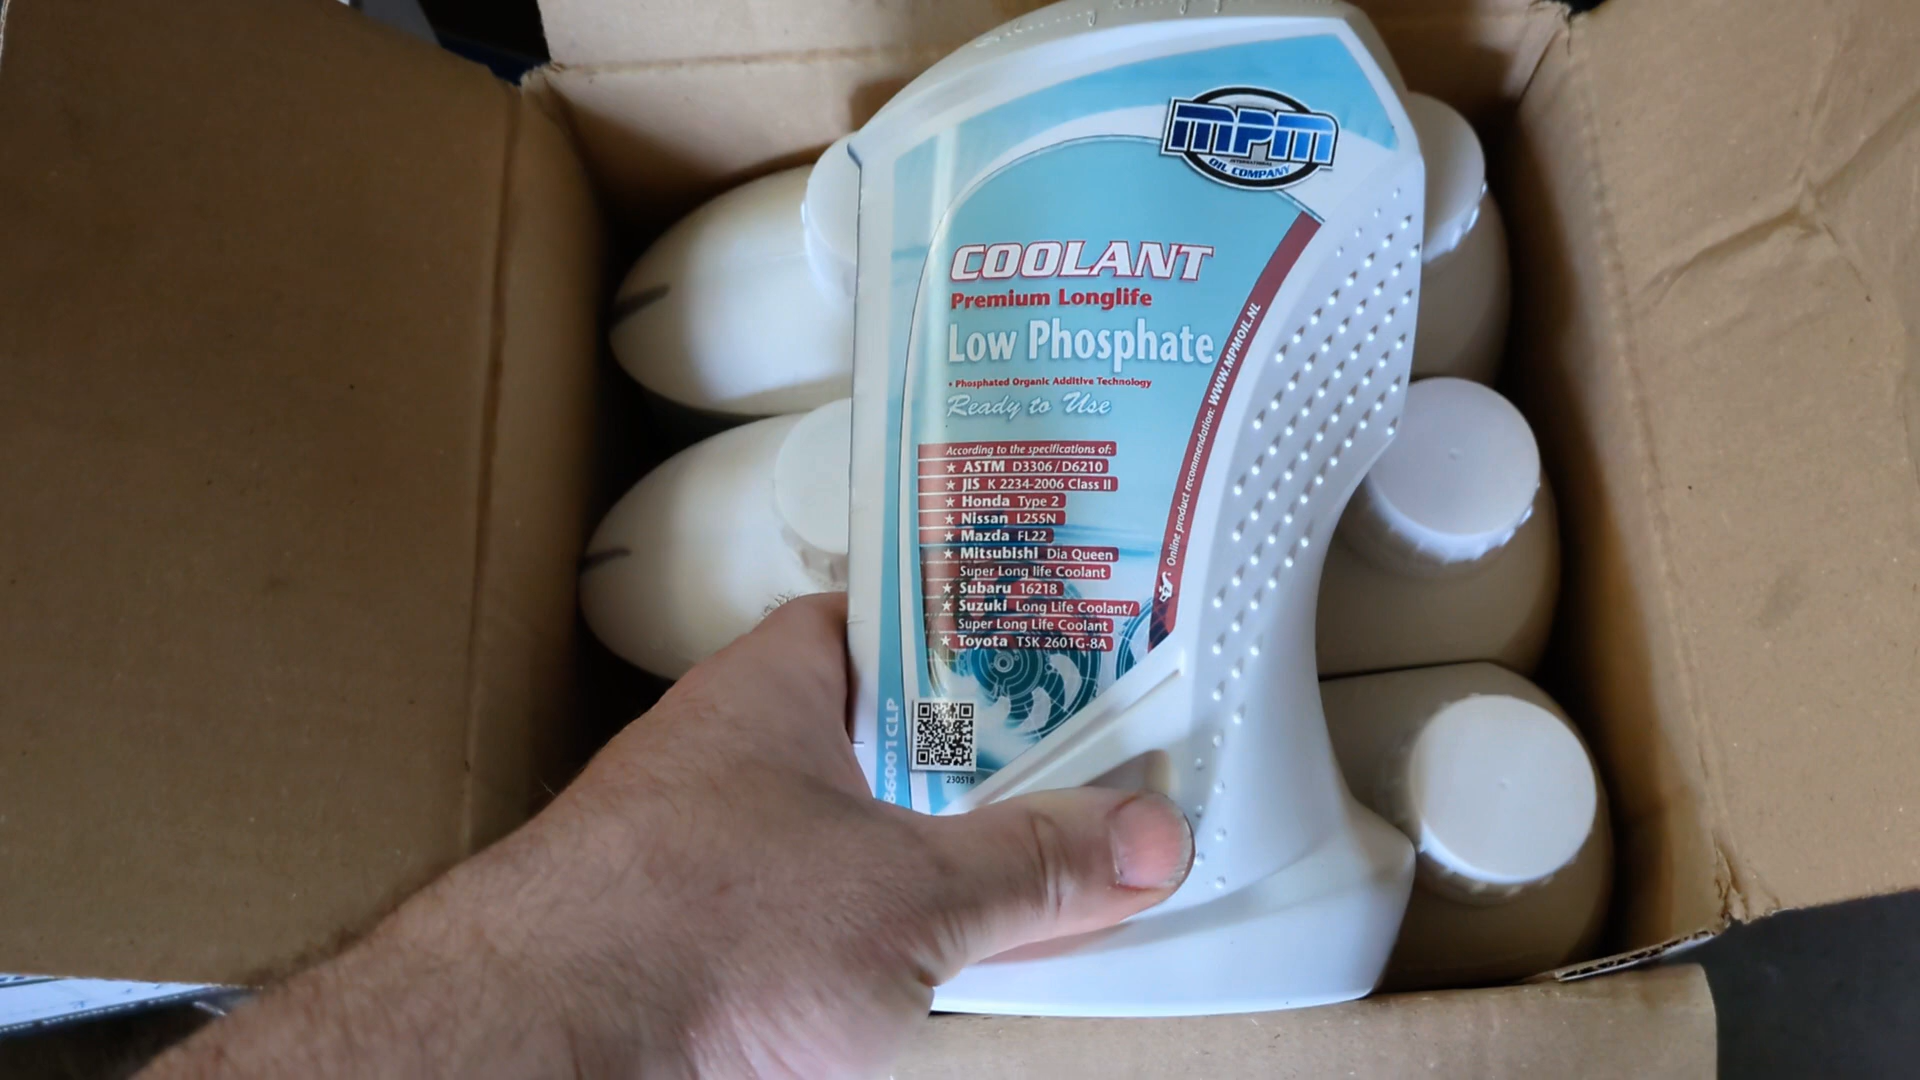 MPM
INTERNATIONAL
OIL COMPANY
COOLANT
Premium Longlife
Low Phosphate
• Phosphated Organic Additive Technology
Ready to Use
According to the specifications of:
★ ASTM D3306/D6210
★ JIS K 2234-2006 Class II
★ Honda Type 2
★ Nissan L255N
★ Mazda FL22
★ Mitsubishi Dia Queen
Super Long life Coolant
★ Subaru 16218
★ Suzuki Long Life Coolant/
Super Long Life Coolant
★ Toyota TSK 2601G-8A
Online product recommendation: WWW.MPMOIL.NL
86001CLP
230518